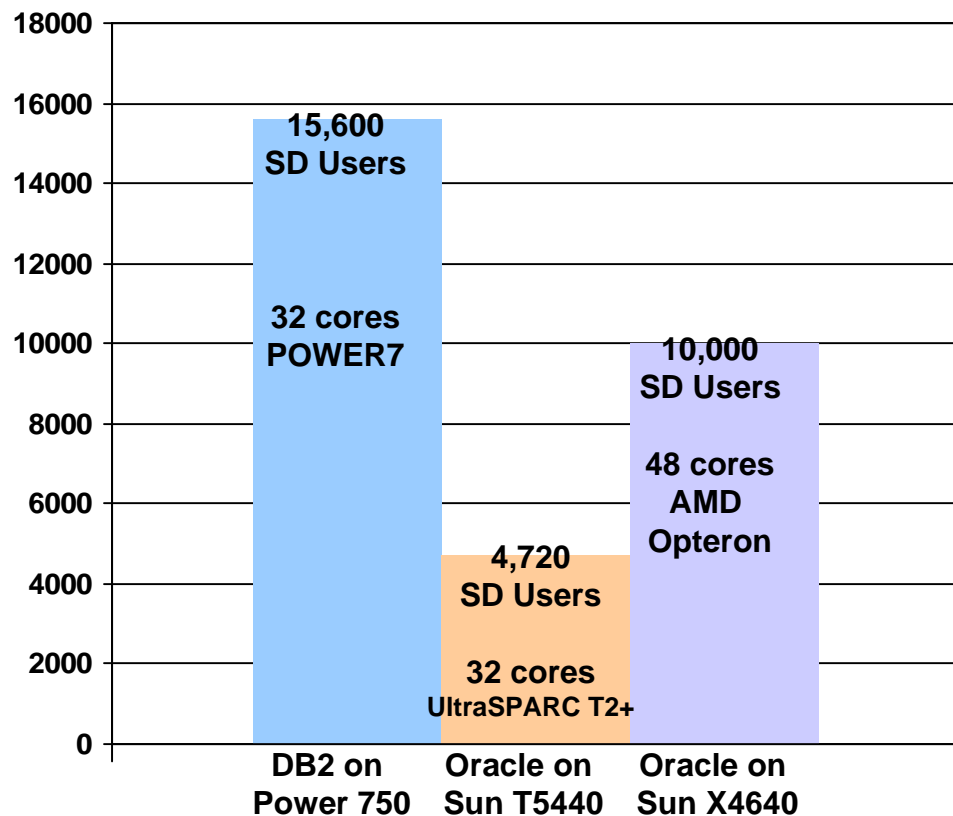 18000
16000
14000
12000
10000
8000
6000
4000
2000
0
15,600
SD Users
32 cores
POWER7
4,720
SD Users
32 cores
UltraSPARC T2+
10,000
SD Users
48 cores
AMD
Opteron
DB2 on
Power 750
Oracle on
Sun T5440
Oracle on
Sun X4640